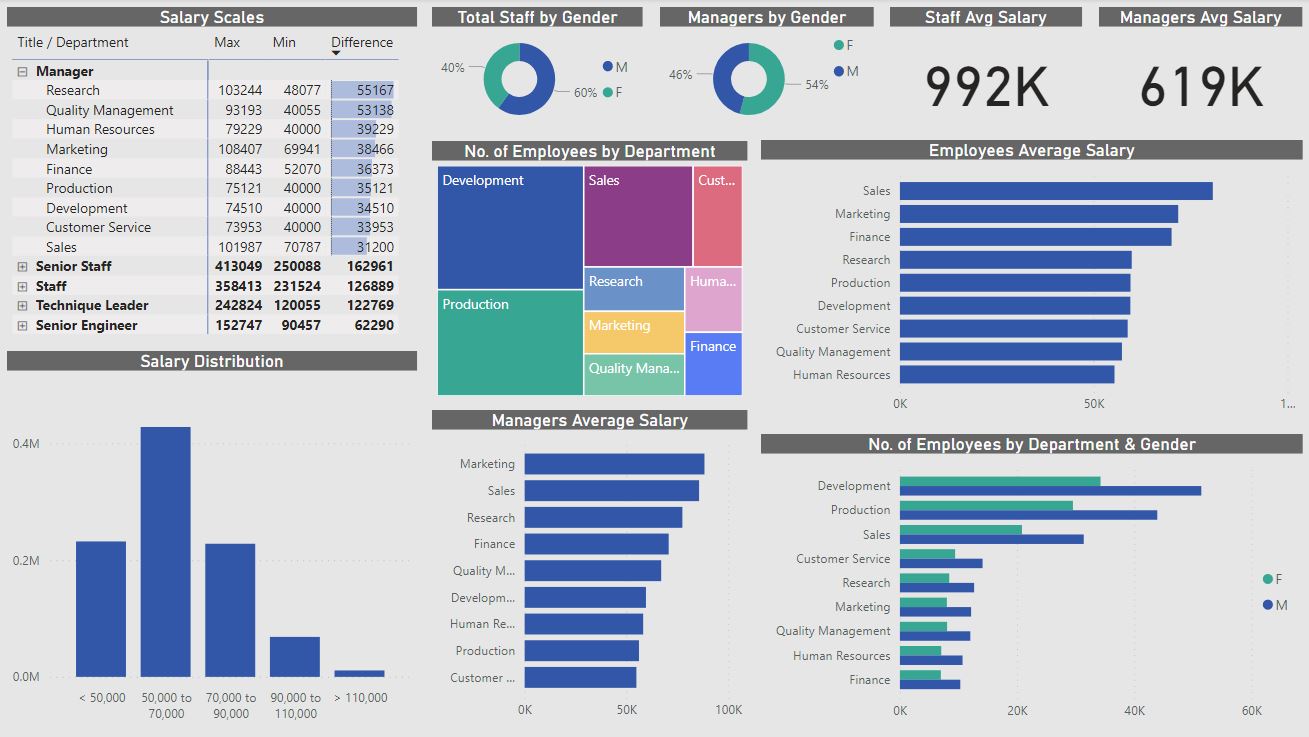 Salary Scales
Title / Department Max Min Difference
Manager
Research 103244 48077 55167
Quality Management 93193 40055 53138
Human Resources 79229 40000 39229
Marketing 108407 69941 38466
Finance 88443 52070 36373
Production 75121 40000 35121
Development 74510 40000 34510
Customer Service 73953 40000 33953
Sales 101987 70787 31200
Senior Staff 413049 250088 162961
Staff 358413 231524 126889
Technique Leader 242824 120055 122769
Senior Engineer 152747 90457 62290
Salary Distribution
0.4M
0.2M
0.0M
< 50,000
50,000 to
70,000
70,000 to
90,000
90,000 to
110,000
> 110,000
Total Staff by Gender
40%
60%
M
F
Managers by Gender
46%
54%
F
M
Staff Avg Salary
992K
Managers Avg Salary
619K
No. of Employees by Department
Development
Production
Sales
Cust...
Research
Marketing
Quality Mana...
Huma...
Finance
Employees Average Salary
Sales
Marketing
Finance
Research
Production
Development
Customer Service
Quality Management
Human Resources
0K 50K 1...
Managers Average Salary
Marketing
Sales
Research
Finance
Quality M...
Developm...
Human Re...
Production
Customer ...
0K 50K 100K
No. of Employees by Department & Gender
Development
Production
Sales
Customer Service
Research
Marketing
Quality Management
Human Resources
Finance
0K 20K 40K 60K
F
M